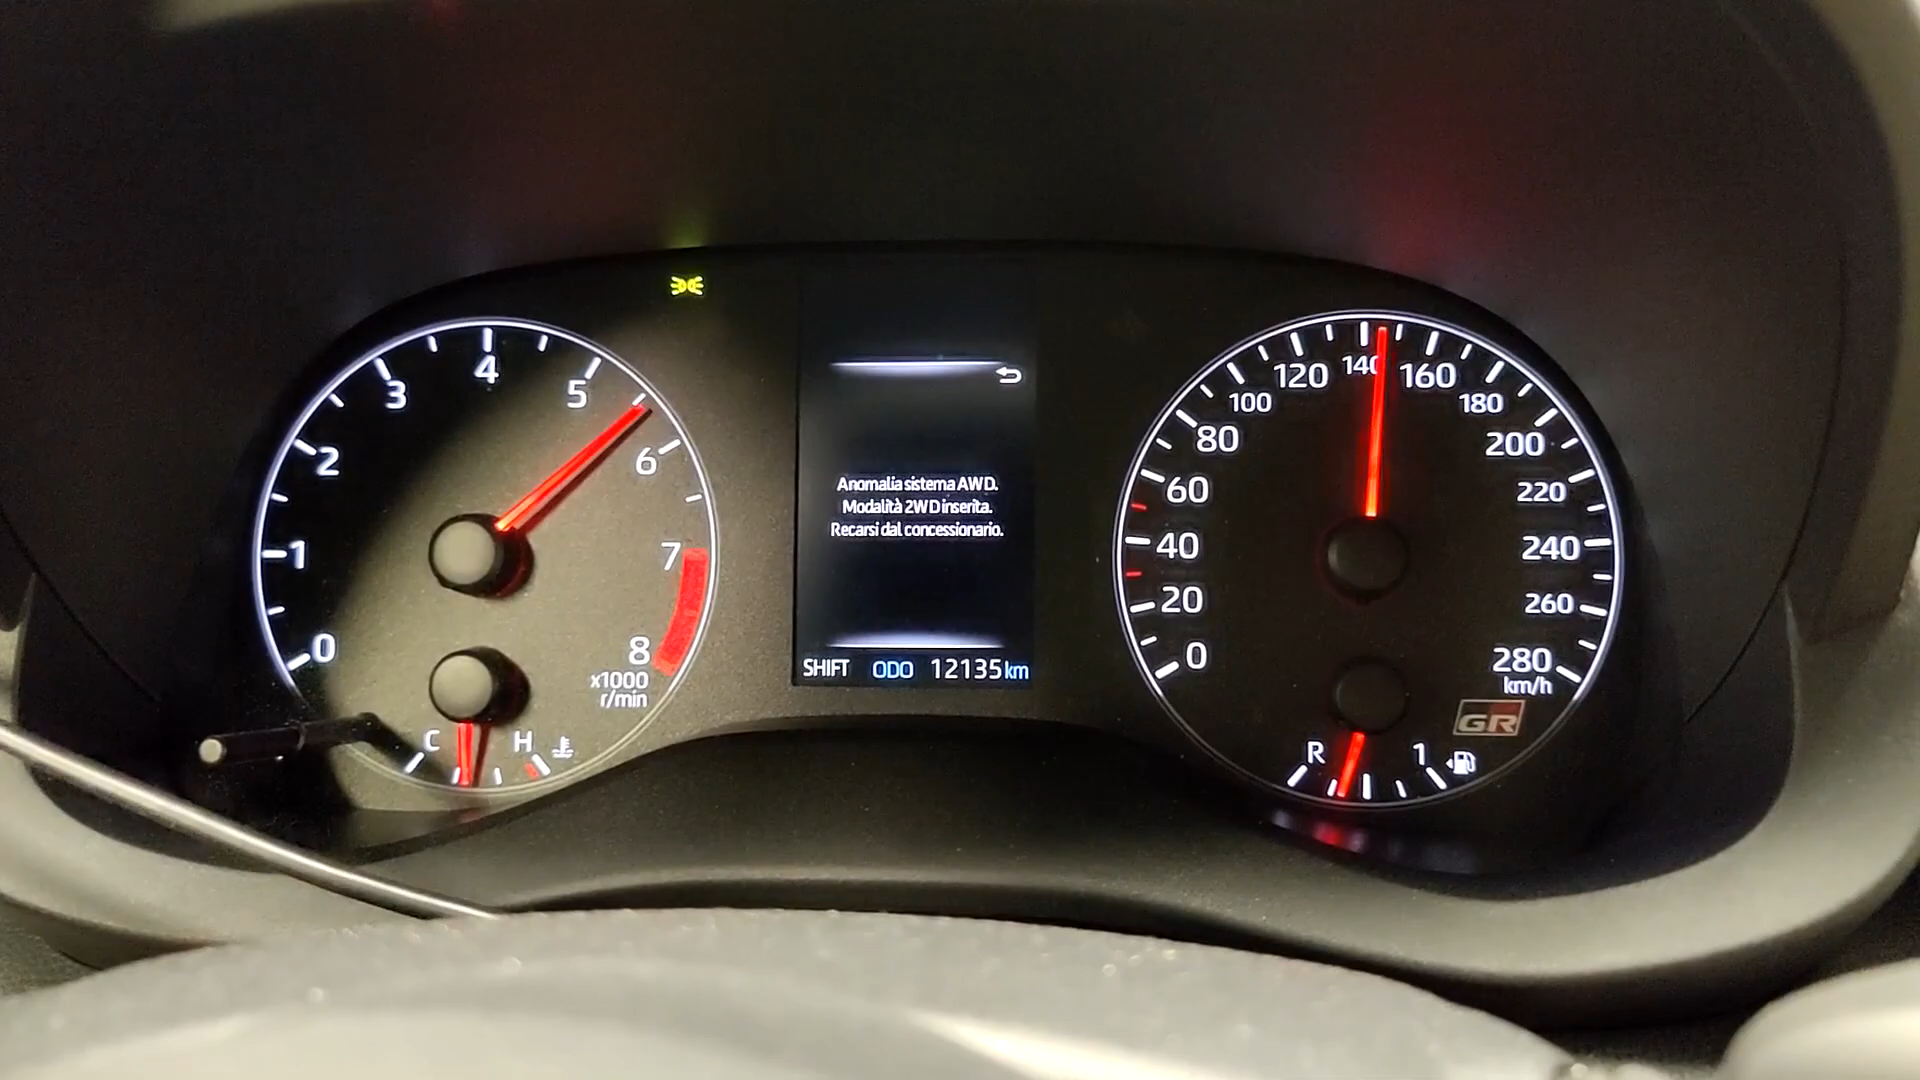 0
1
2
3
4
5
6
7
8
x1000
r/min
C
H
Anomalia sistema AWD.
Modalità 2WD inserita.
Recarsi dal concessionario.
SHIFT ODO 12135 km
0
20
40
60
80
100
120
140
160
180
200
220
240
260
280
km/h
GR
R
1